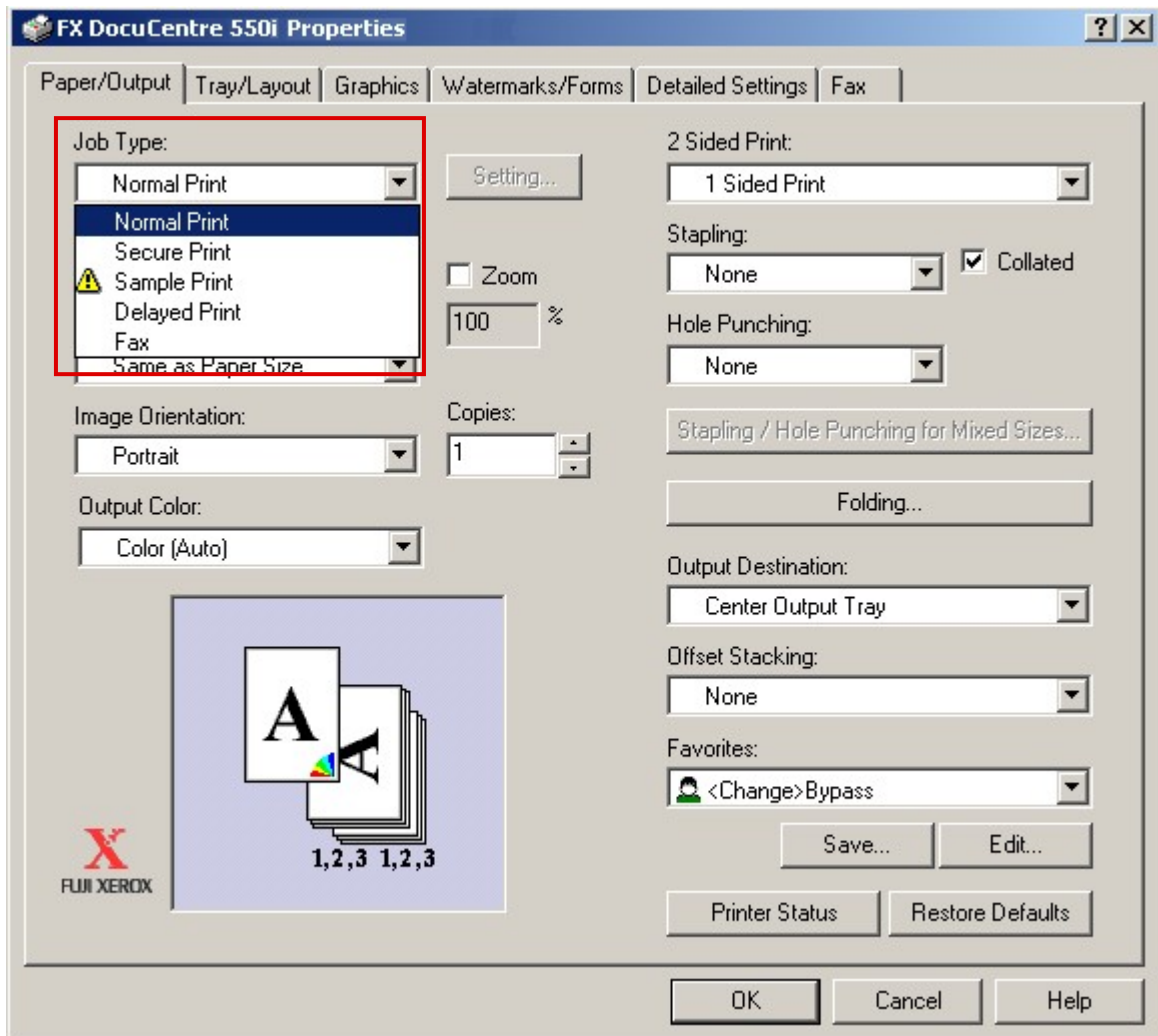 FX DocuCentre 550i Properties
Paper/Output
Tray/Layout
Graphics
Watermarks/Forms
Detailed Settings
Fax
Job Type:
Normal Print
Setting...
Normal Print
Secure Print
Sample Print
Delayed Print
Fax
Same as Paper Size
Zoom
100 %
Image Orientation:
Portrait
Copies:
1
Output Color:
Color (Auto)
A
A
1,2,3 1,2,3
X
FUJI XEROX
2 Sided Print:
1 Sided Print
Stapling:
None
Collated
Hole Punching:
None
Stapling / Hole Punching for Mixed Sizes...
Folding...
Output Destination:
Center Output Tray
Offset Stacking:
None
Favorites:
<Change>Bypass
Save...
Edit...
Printer Status
Restore Defaults
OK
Cancel
Help